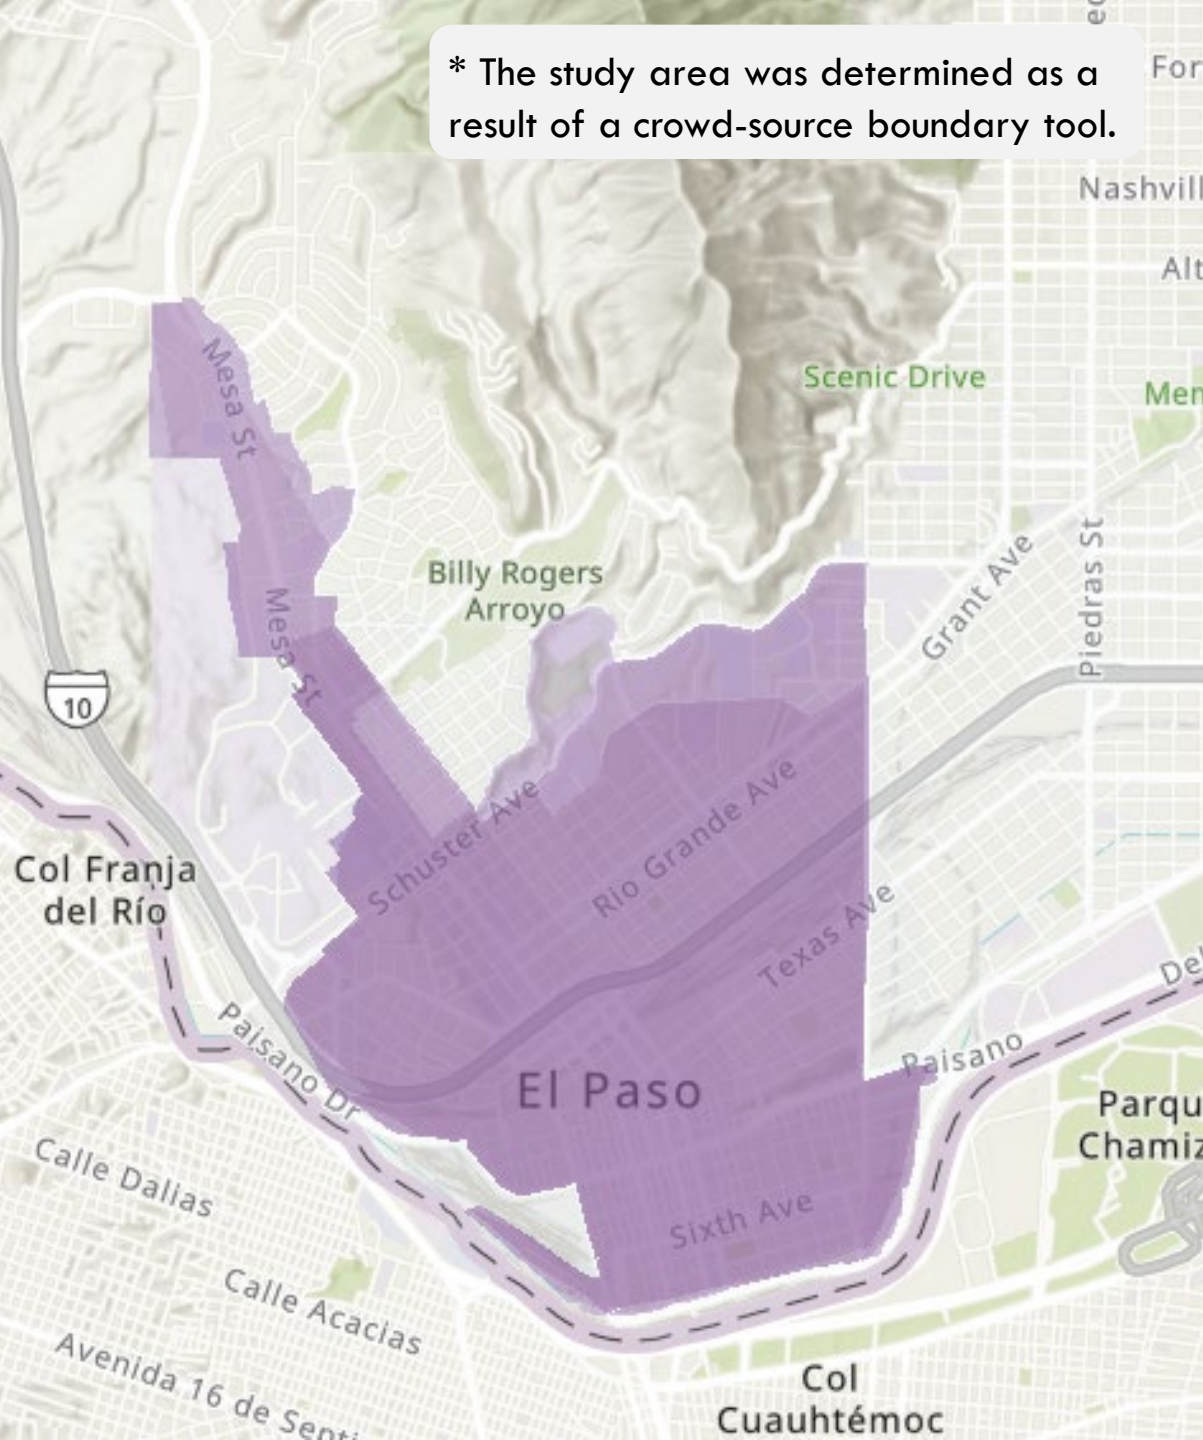 * The study area was determined as a
result of a crowd-source boundary tool.
Nashvill
Scenic Drive
Mesa St
Billy Rogers
Arroyo
Grant Ave
Piedras St
Mesa St
10
Schuster Ave
Rio Grande Ave
Col Franja
del Río
Texas Ave
Paisano Dr
Paisano
El Paso
Parqu
Chamiz
Calle Dalias
Sixth Ave
Calle Acacias
Avenida 16 de Senti
Col
Cuauhtémoc